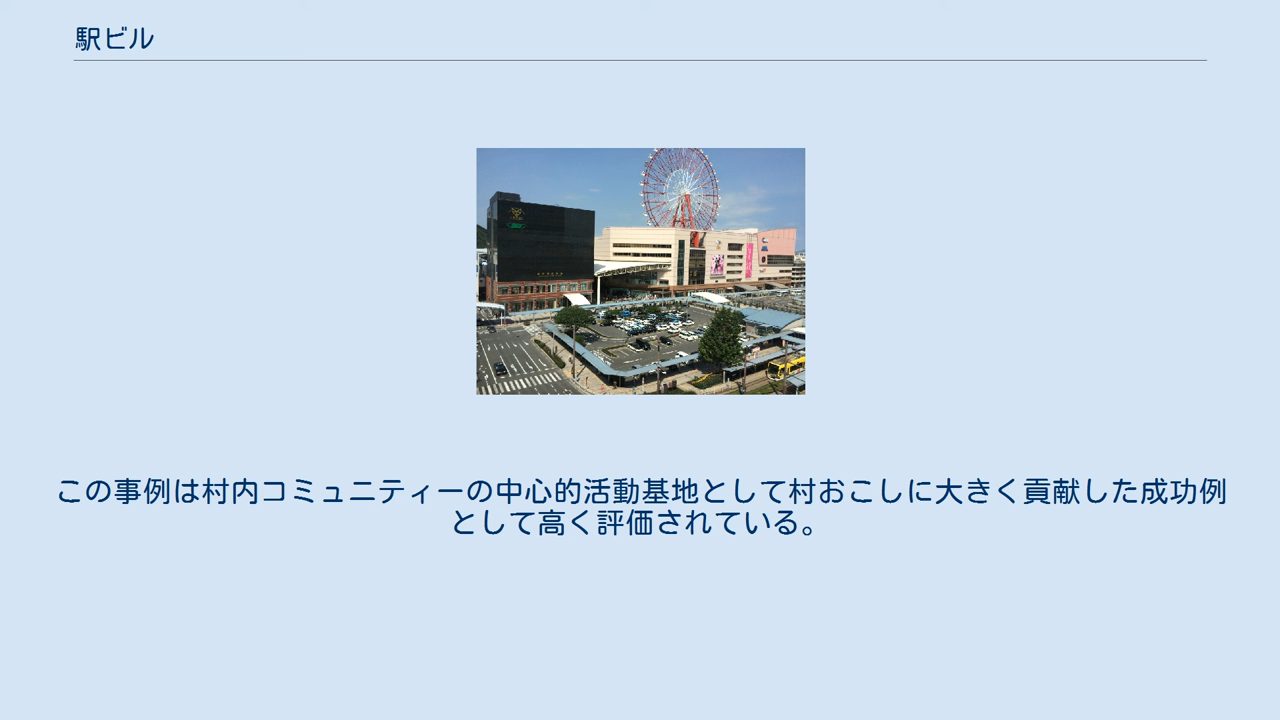 駅ビル
この事例は村内コミュニティーの中心的活動基地として村おこしに大きく貢献した成功例
として高く評価されている。